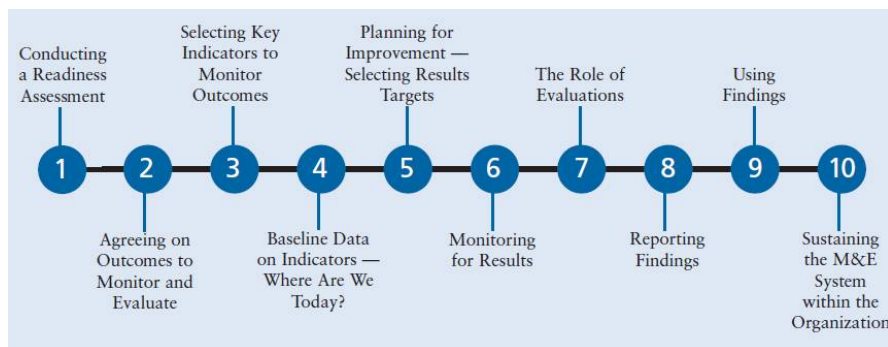 Conducting
a Readiness
Assessment
Selecting Key
Indicators to
Monitor
Outcomes
Planning for
Improvement —
Selecting Results
Targets
The Role of
Evaluations
Using
Findings
1
2
3
4
5
6
7
8
9
10
Agreeing on
Outcomes to
Monitor and
Evaluate
Baseline Data
on Indicators —
Where Are We
Today?
Monitoring
for Results
Reporting
Findings
Sustaining
the M&E
System
within the
Organization